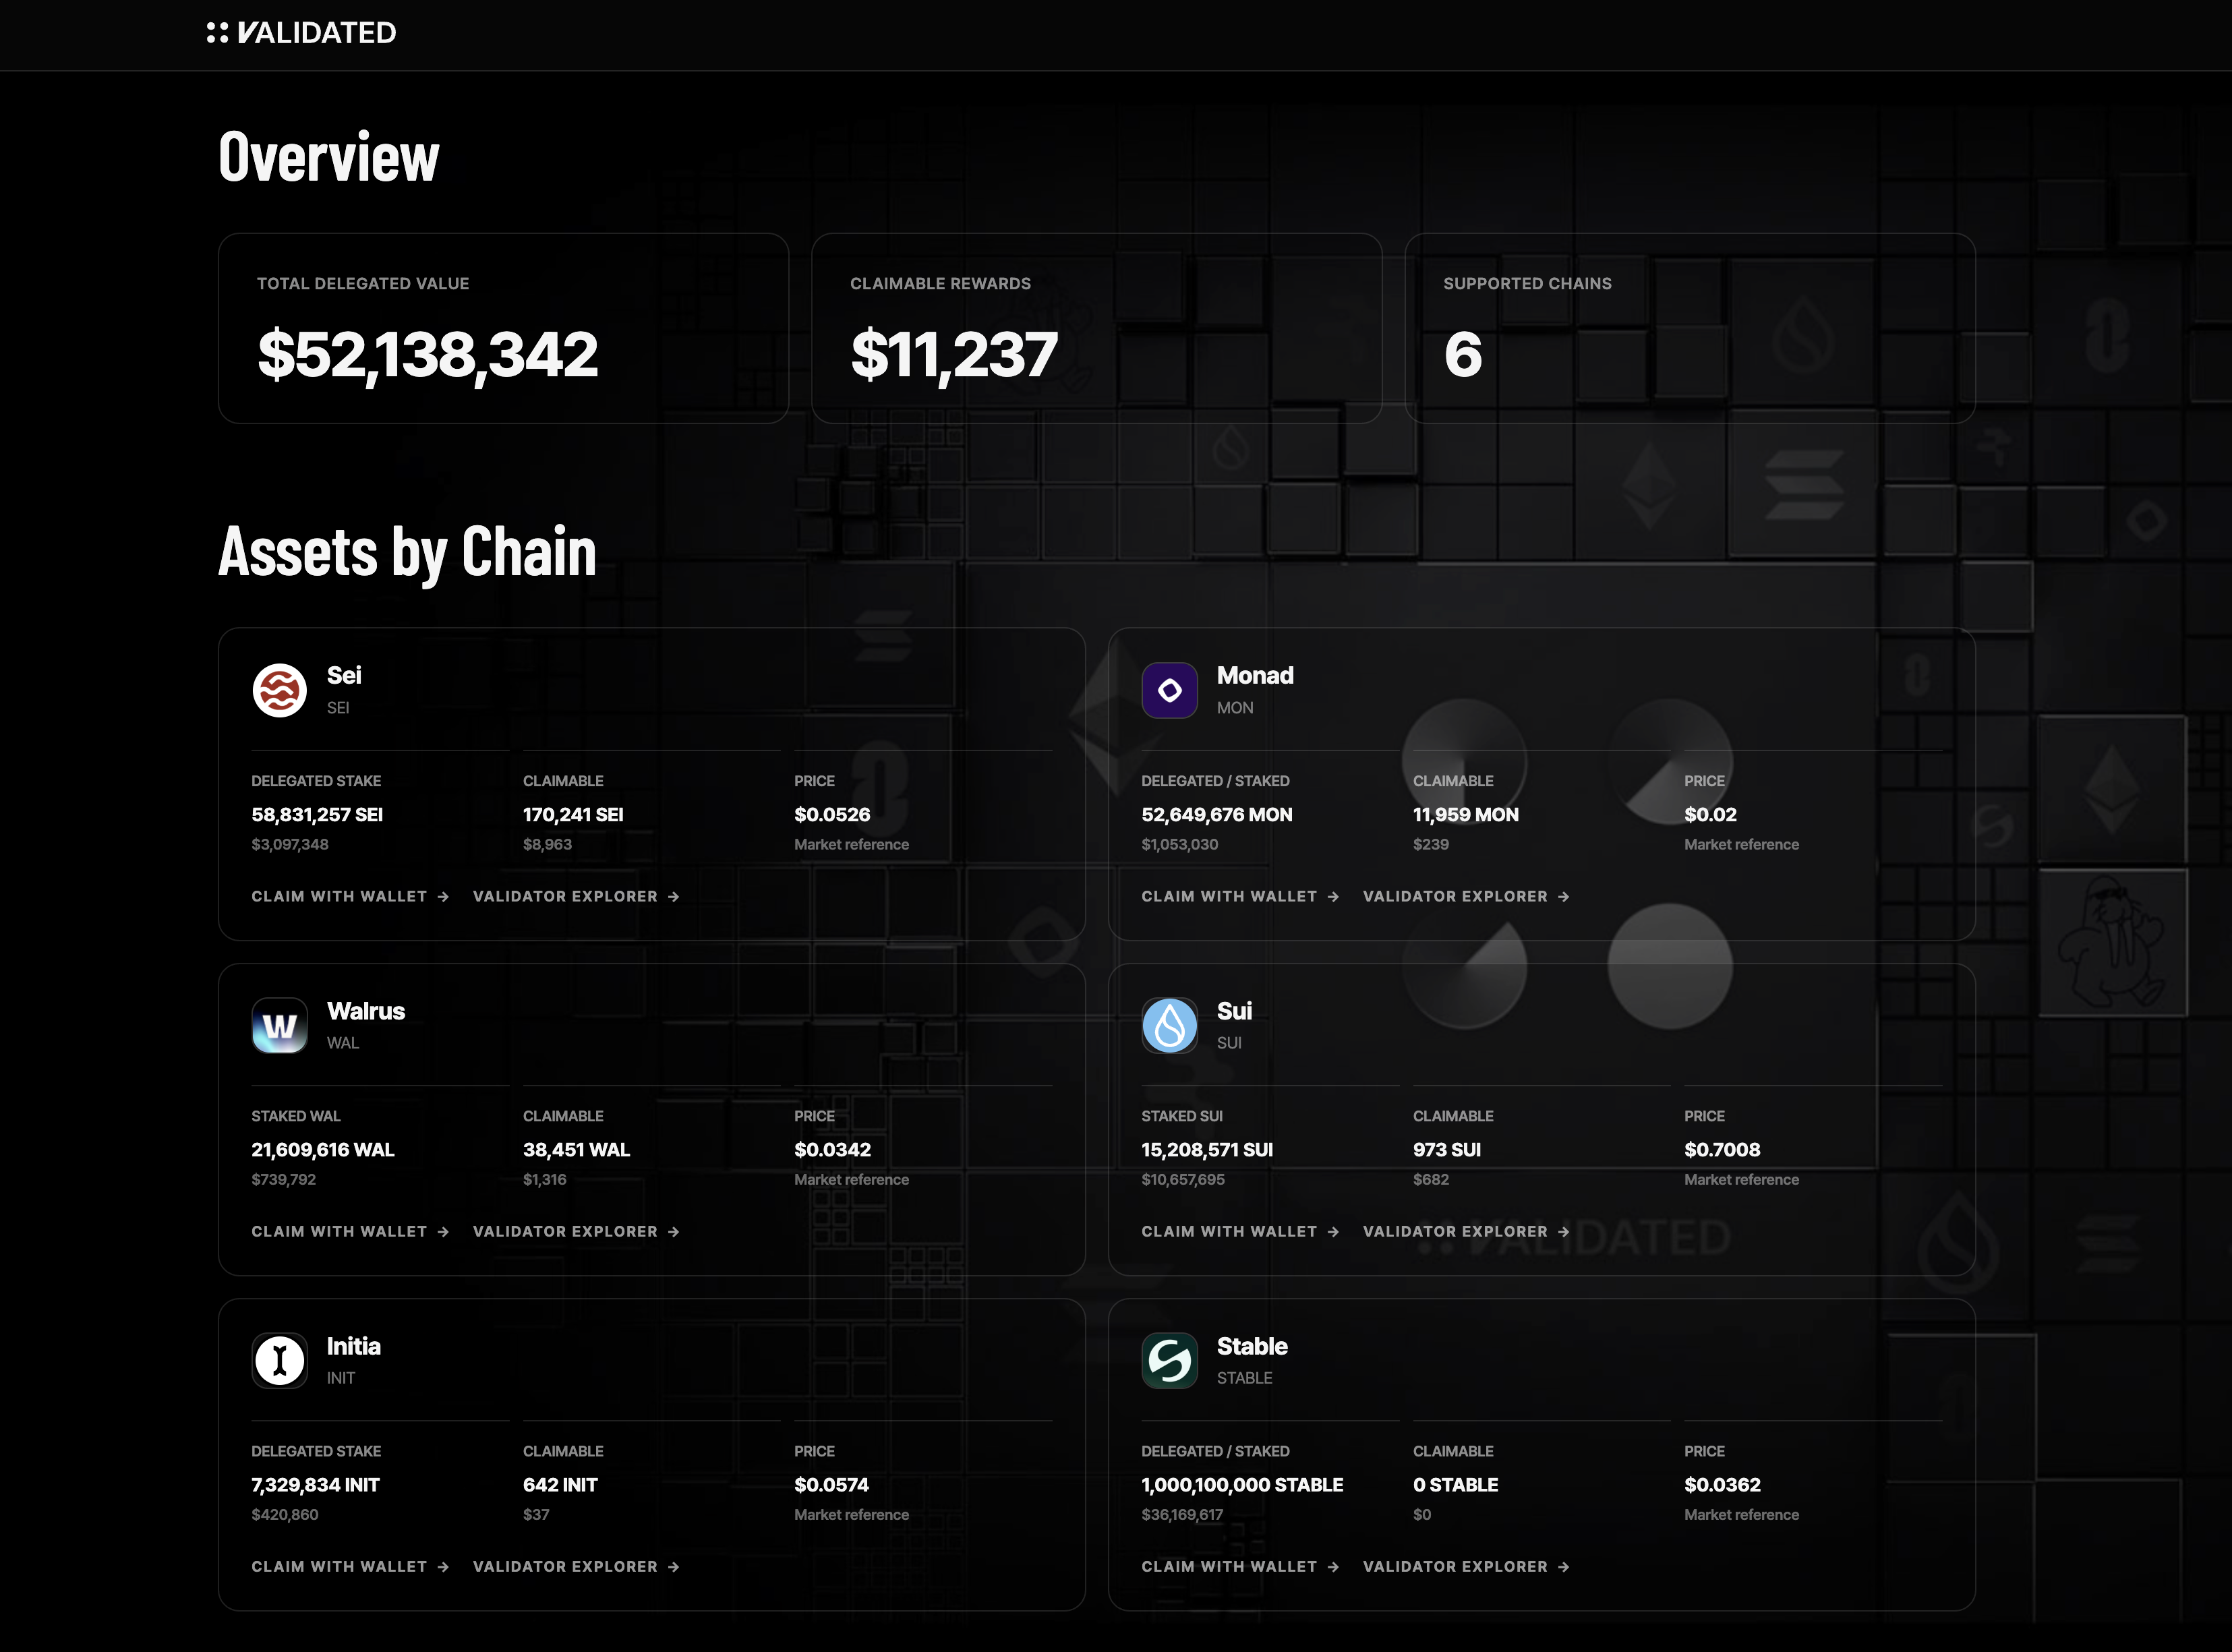 VALIDATED
Overview
TOTAL DELEGATED VALUE
$52,138,342
CLAIMABLE REWARDS
$11,237
SUPPORTED CHAINS
6
Assets by Chain
Sei
SEI
DELEGATED STAKE
58,831,257 SEI
$3,097,348
CLAIMABLE
170,241 SEI
$8,963
PRICE
$0.0526
Market reference
CLAIM WITH WALLET → VALIDATOR EXPLORER →
Monad
MON
DELEGATED / STAKED
52,649,676 MON
$1,053,030
CLAIMABLE
11,959 MON
$239
PRICE
$0.02
Market reference
CLAIM WITH WALLET → VALIDATOR EXPLORER →
W
Walrus
WAL
STAKED WAL
21,609,616 WAL
$739,792
CLAIMABLE
38,451 WAL
$1,316
PRICE
$0.0342
Market reference
CLAIM WITH WALLET → VALIDATOR EXPLORER →
Sui
SUI
STAKED SUI
15,208,571 SUI
$10,657,695
CLAIMABLE
973 SUI
$682
PRICE
$0.7008
Market reference
CLAIM WITH WALLET → VALIDATOR EXPLORER →
VALIDATED
Initia
INIT
DELEGATED STAKE
7,329,834 INIT
$420,860
CLAIMABLE
642 INIT
$37
PRICE
$0.0574
Market reference
CLAIM WITH WALLET → VALIDATOR EXPLORER →
Stable
STABLE
DELEGATED / STAKED
1,000,100,000 STABLE
$36,169,617
CLAIMABLE
0 STABLE
$0
PRICE
$0.0362
Market reference
CLAIM WITH WALLET → VALIDATOR EXPLORER →